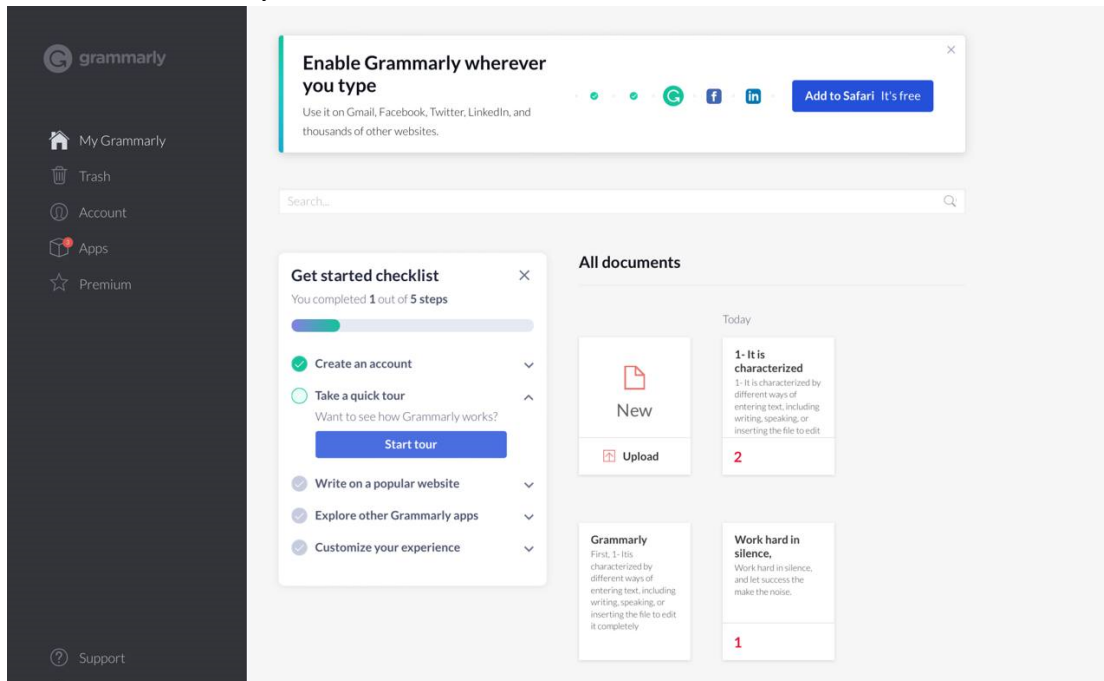 grammarly
My Grammarly
Trash
Account
Apps
Premium
Support
Enable Grammarly wherever
you type
Use it on Gmail, Facebook, Twitter, LinkedIn, and
thousands of other websites.
Add to Safari It's free
Search...
Get started checklist
You completed 1 out of 5 steps
Create an account
Take a quick tour
Want to see how Grammarly works?
Start tour
Write on a popular website
Explore other Grammarly apps
Customize your experience
All documents
Today
New
Upload
1- It is
characterized
1- It is characterized by
different ways of
entering text, including
writing, speaking, or
inserting the file to edit
2
Grammarly
First, 1- Itis
characterized by
different ways of
entering text, including
writing, speaking, or
inserting the file to edit
it completely
Work hard in
silence,
Work hard in silence,
and let success the
make the noise.
1